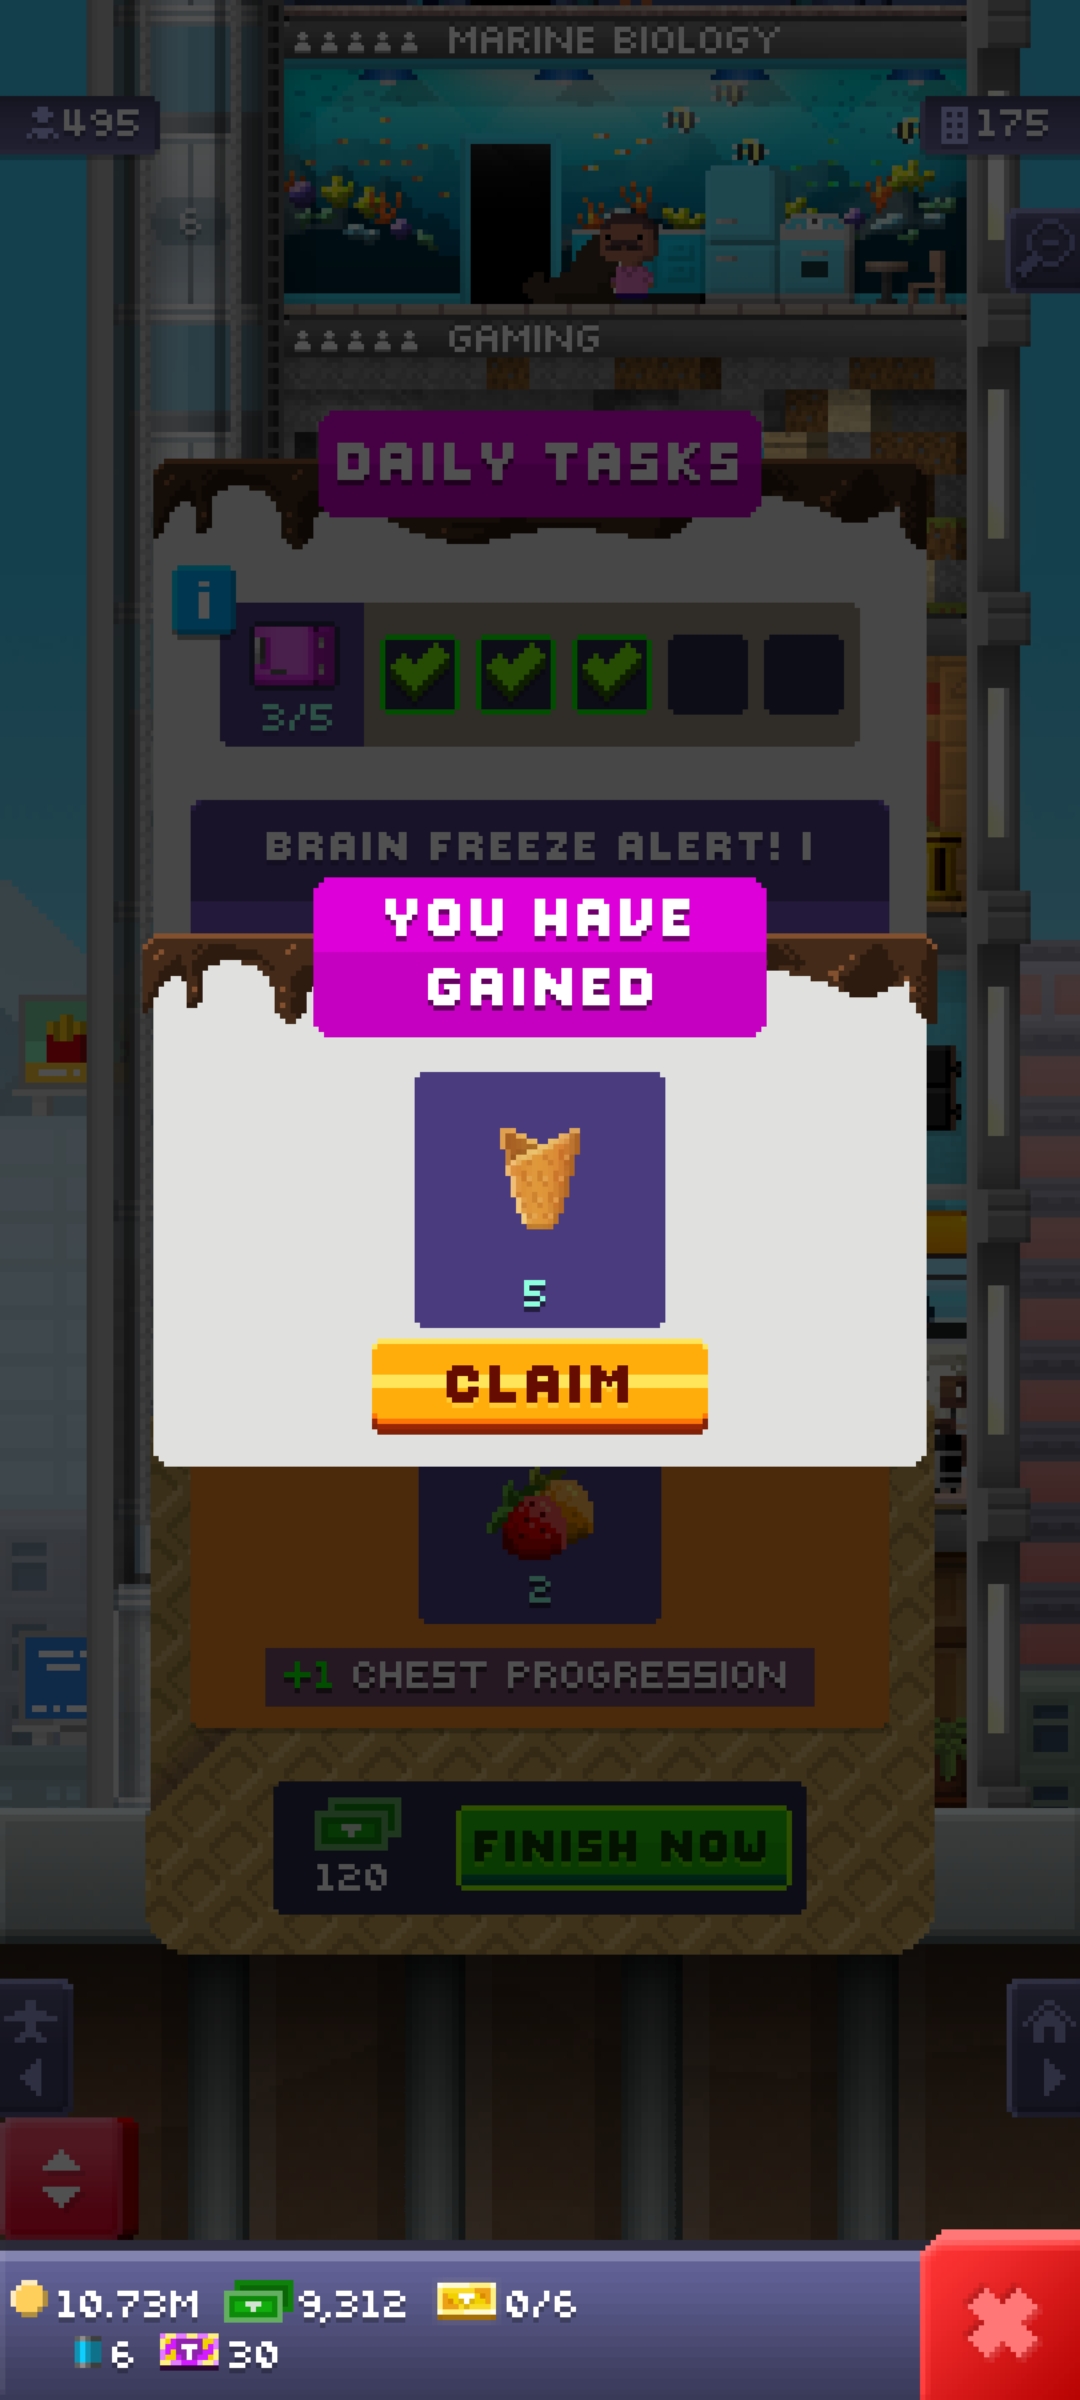 MARINE BIOLOGY
495
175
6
GAMING
DAILY TASKS
i
3/5
BRAIN FREEZE ALERT! I
YOU HAVE
GAINED
5
CLAIM
2
+1 CHEST PROGRESSION
120
FINISH NOW
10.73M 9,312 0/6
6 T 30